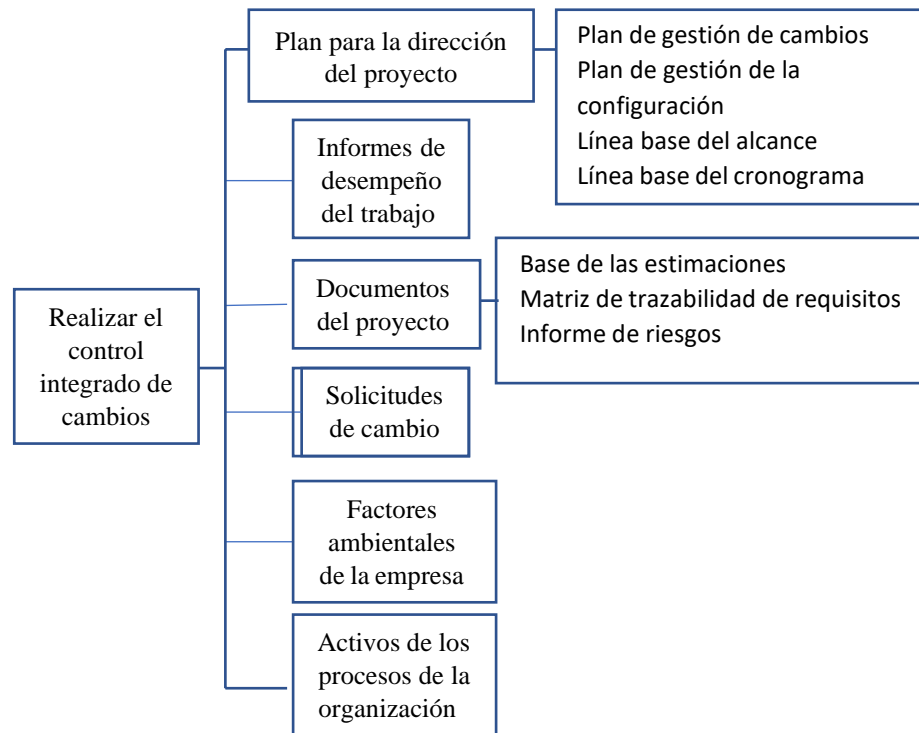 Plan para la dirección
del proyecto
Plan de gestión de cambios
Plan de gestión de la
configuración
Línea base del alcance
Línea base del cronograma
Informes de
desempeño
del trabajo
Documentos
del proyecto
Base de las estimaciones
Matriz de trazabilidad de requisitos
Informe de riesgos
Realizar el
control
integrado de
cambios
Solicitudes
de cambio
Factores
ambientales
de la empresa
Activos de los
procesos de la
organización